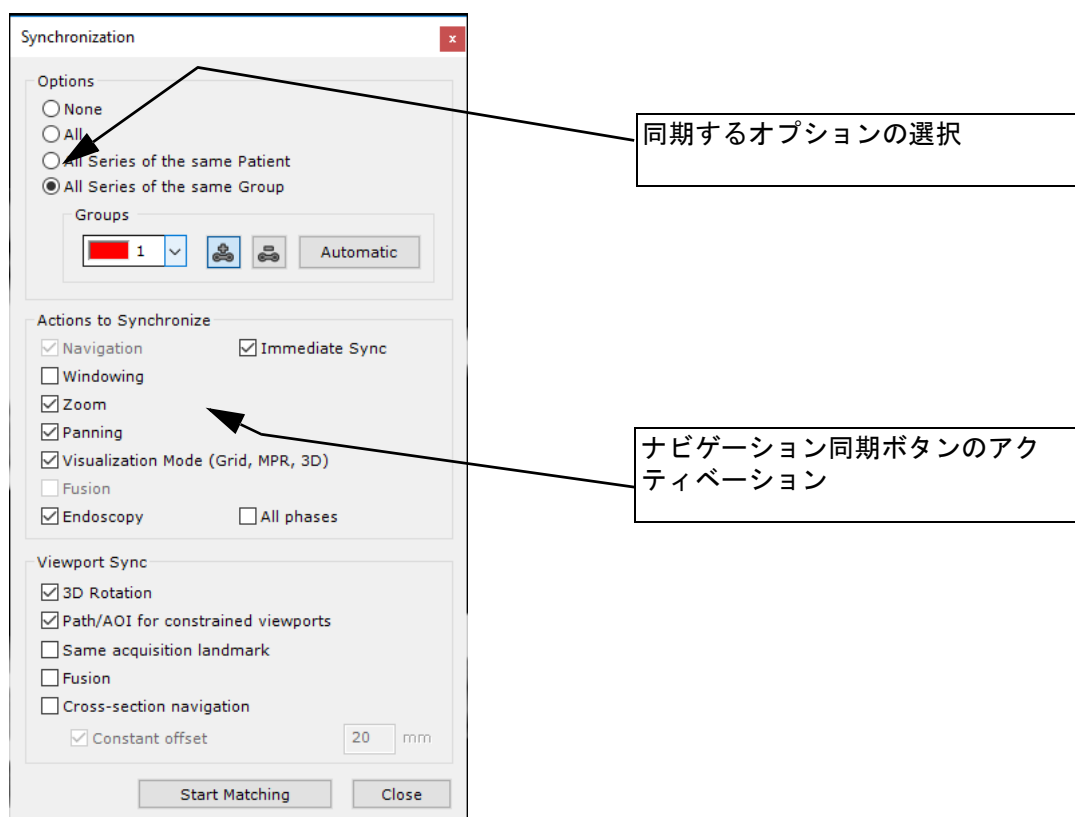 Synchronization
x
Options
None
All
All Series of the same Patient
All Series of the same Group
Groups
1
Automatic
Actions to Synchronize
Navigation
Immediate Sync
Windowing
Zoom
Panning
Visualization Mode (Grid, MPR, 3D)
Fusion
Endoscopy
All phases
Viewport Sync
3D Rotation
Path/AOI for constrained viewports
Same acquisition landmark
Fusion
Cross-section navigation
Constant offset
20 mm
Start Matching
Close
同期するオプションの選択
ナビゲーション同期ボタンのアク
ティベーション